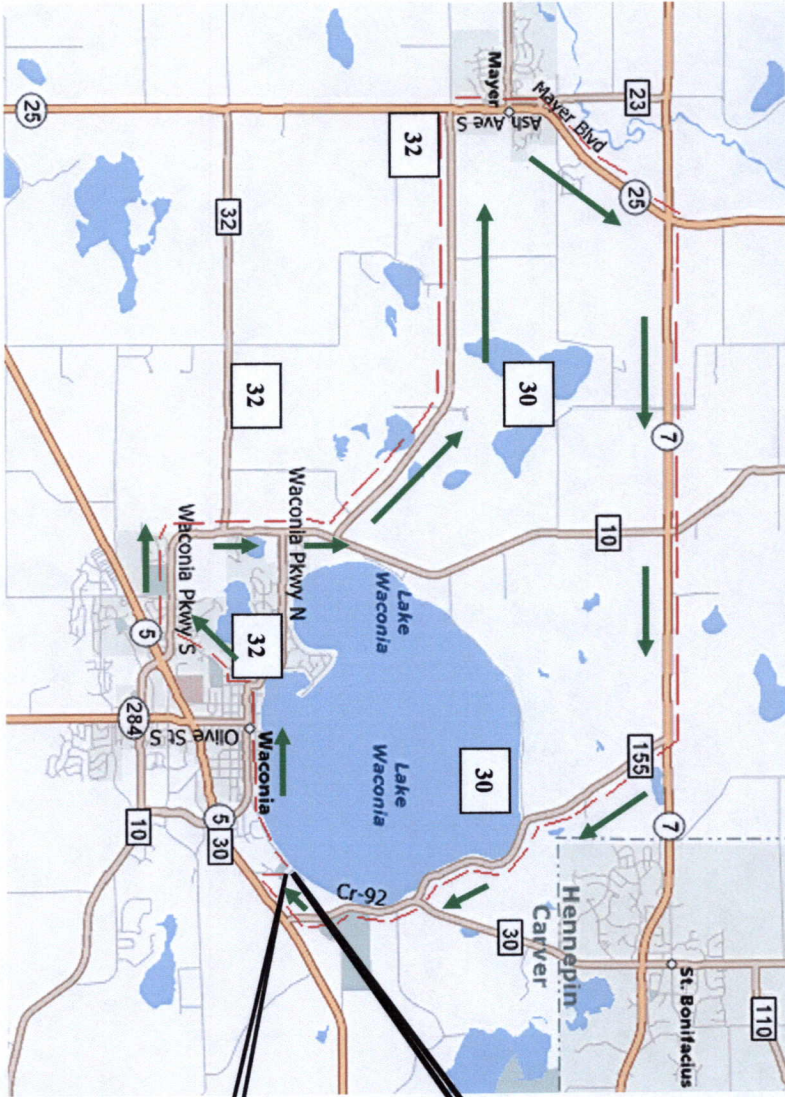 Mayer
Mayer Blvd
Ash Ave S
23
25
25
7
32
32
32
30
10
Waconia Pkwy N
Waconia Pkwy S
Lake
Waconia
Lake
Waconia
30
32
5
284
Olive St S
Waconia
155
7
5
30
10
Cr-92
30
Hennepin
Carver
St. Bonifacius
110